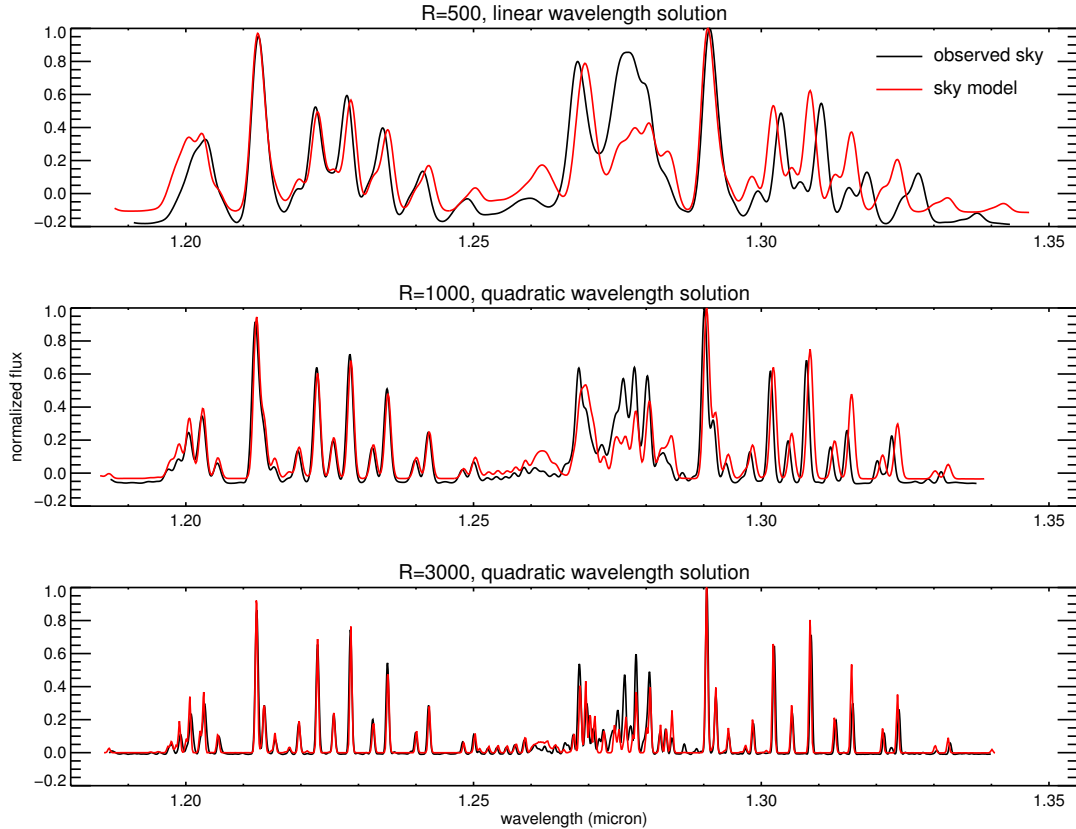 R=500, linear wavelength solution
1.0
0.8
0.6
0.4
0.2
0.0
−0.2
observed sky
sky model
1.20 1.25 1.30 1.35
R=1000, quadratic wavelength solution
1.0
0.8
0.6
0.4
0.2
0.0
−0.2
normalized flux
1.20 1.25 1.30 1.35
R=3000, quadratic wavelength solution
1.0
0.8
0.6
0.4
0.2
0.0
−0.2
1.20 1.25 1.30 1.35
wavelength (micron)